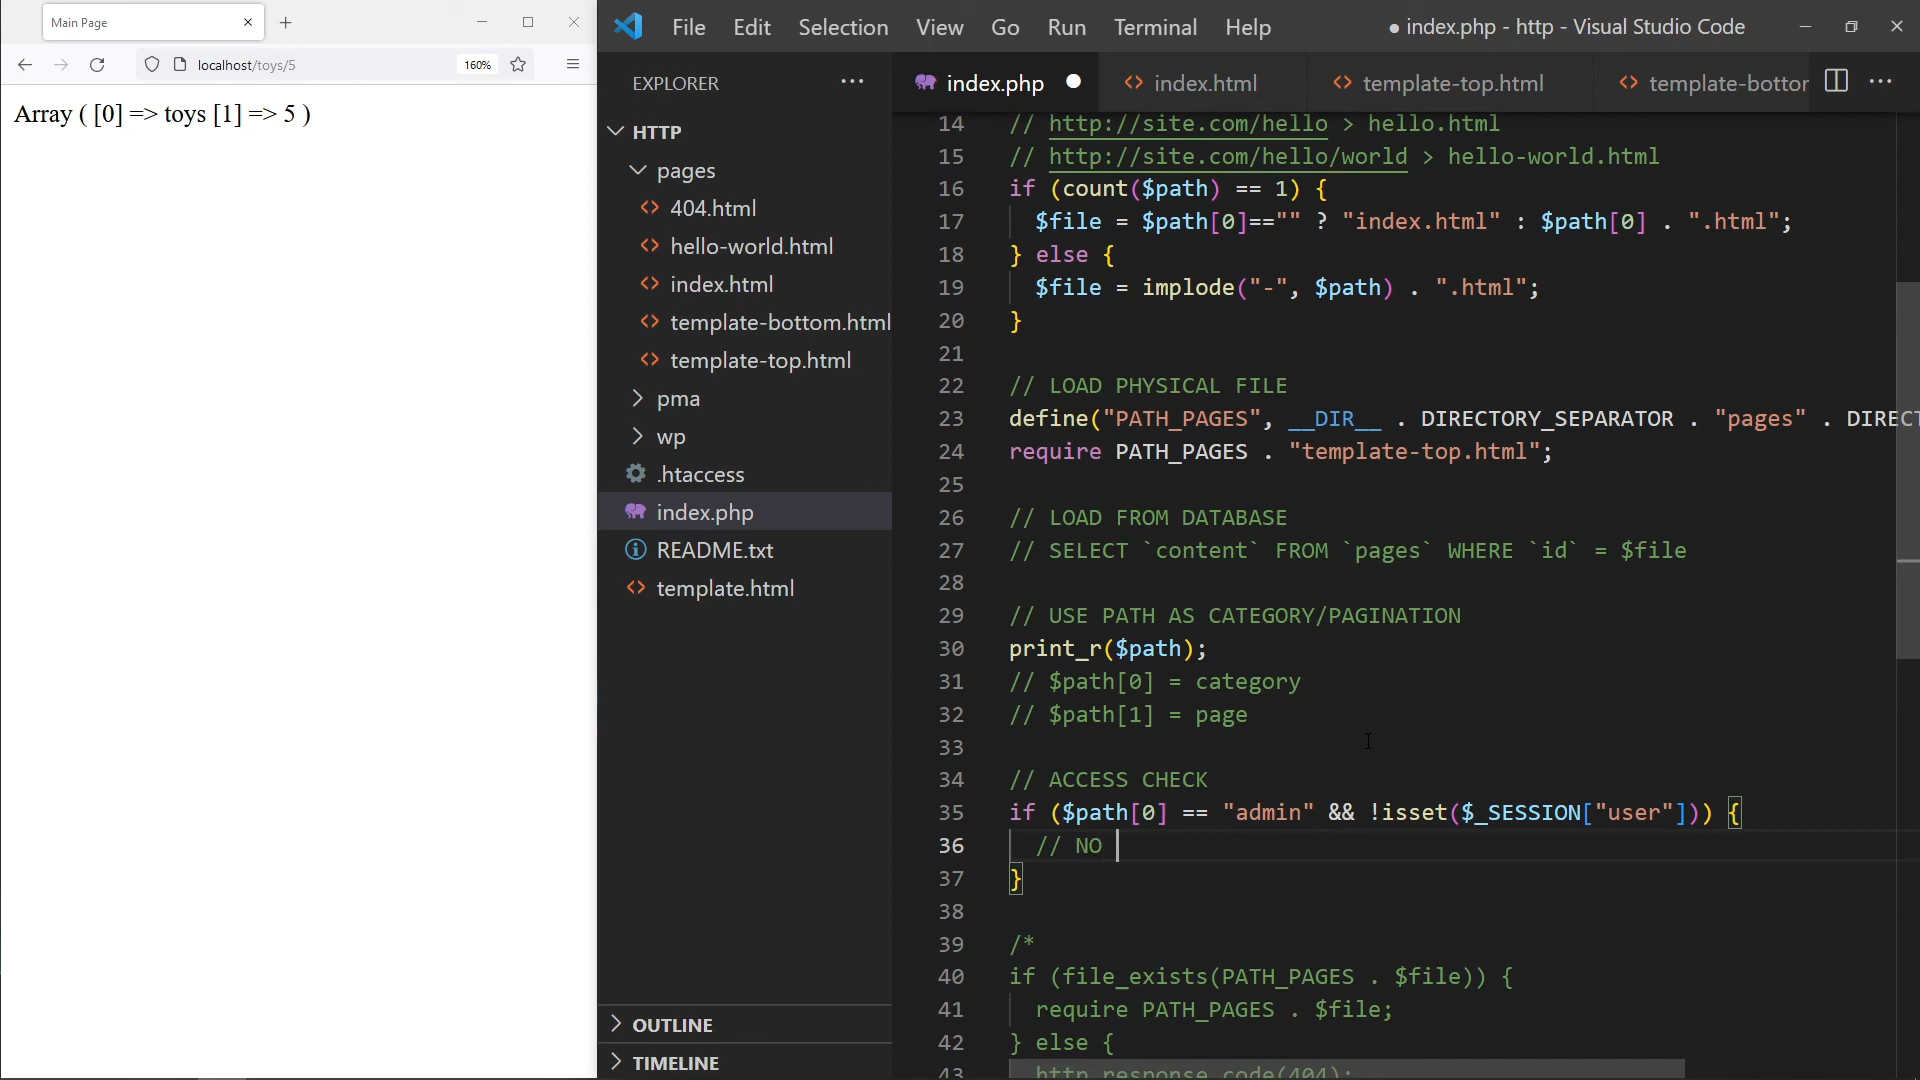 Main Page
localhost/toys/5
160%
Array ( [0] => toys [1] => 5 )
File Edit Selection View Go Run Terminal Help
● index.php - http - Visual Studio Code
EXPLORER
HTTP
pages
404.html
hello-world.html
index.html
template-bottom.html
template-top.html
pma
wp
.htaccess
index.php
README.txt
template.html
OUTLINE
TIMELINE
index.php
index.html
template-top.html
template-bottor
14 // http://site.com/hello > hello.html
15 // http://site.com/hello/world > hello-world.html
16 if (count($path) == 1) {
17 $file = $path[0]=="" ? "index.html" : $path[0] . ".html";
18 } else {
19 $file = implode("-", $path) . ".html";
20 }
21
22 // LOAD PHYSICAL FILE
23 define("PATH_PAGES", __DIR__ . DIRECTORY_SEPARATOR . "pages" . DIRECT
24 require PATH_PAGES . "template-top.html";
25
26 // LOAD FROM DATABASE
27 // SELECT `content` FROM `pages` WHERE `id` = $file
28
29 // USE PATH AS CATEGORY/PAGINATION
30 print_r($path);
31 // $path[0] = category
32 // $path[1] = page
33
34 // ACCESS CHECK
35 if ($path[0] == "admin" && !isset($_SESSION["user"])) {
36 // NO
37 }
38
39 /*
40 if (file_exists(PATH_PAGES . $file)) {
41 require PATH_PAGES . $file;
42 } else {
43 http_response_code(404);